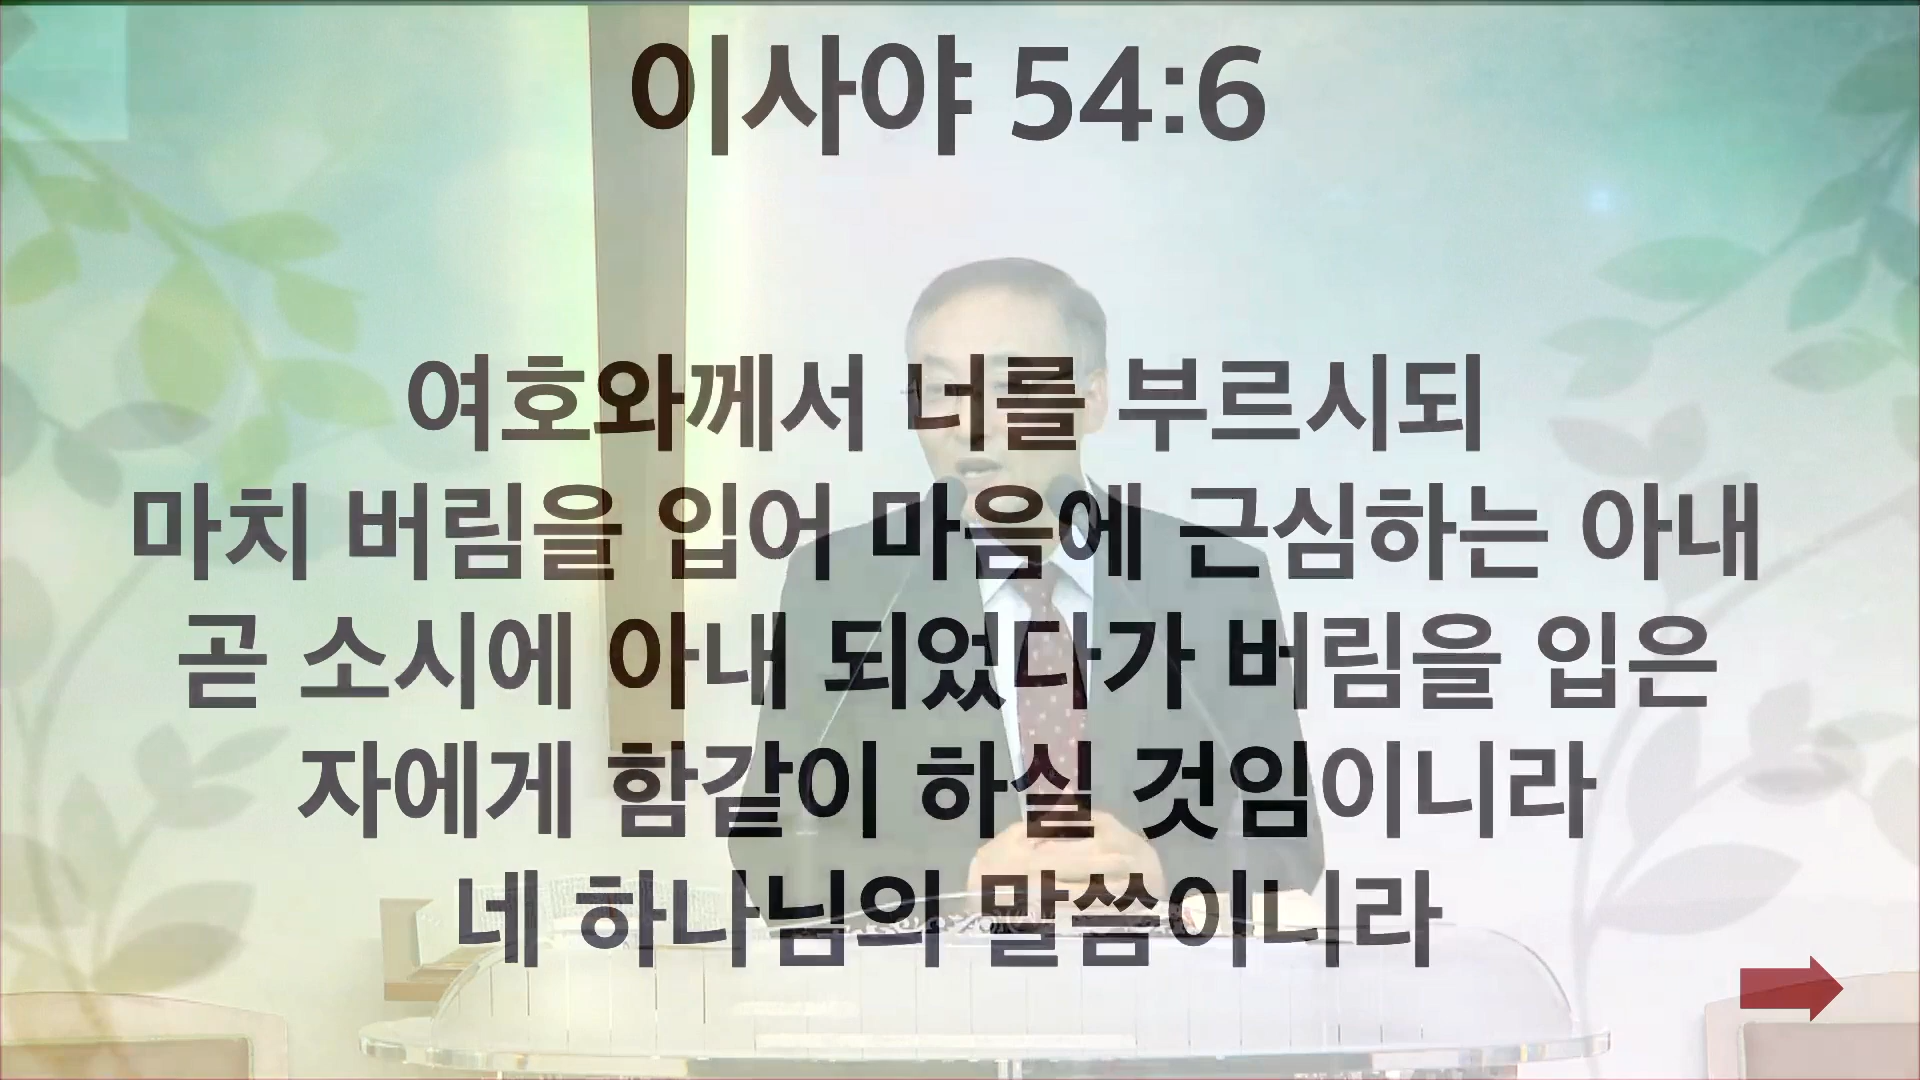 이사야 54:6
여호와께서 너를 부르시되
마치 버림을 입어 마음에 근심하는 아내
곧 소시에 아내 되었다가 버림을 입은
자에게 함같이 하실 것임이니라
네 하나님의 말씀이니라